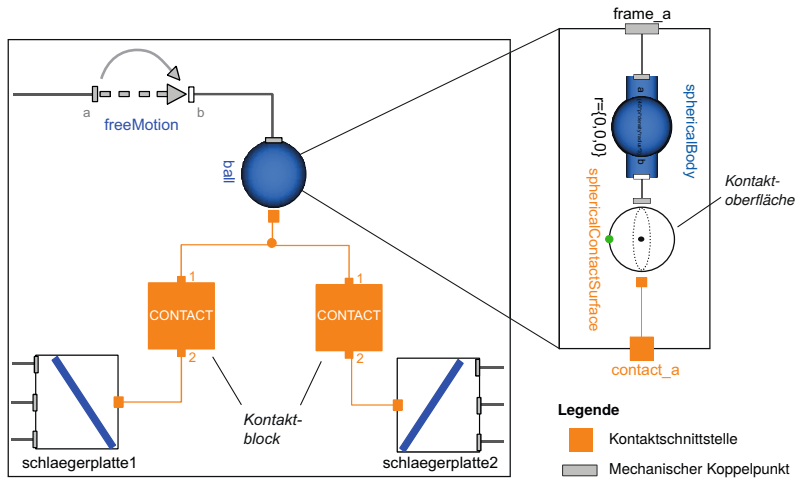 frame_a
a
b
freeMotion
ball
1
1
CONTACT
CONTACT
2
2
Kontakt-
block
schlaegerplatte1
schlaegerplatte2
a
b
r={0,0,0}
sphericalBody
Kontakt-
oberfläche
sphericalContactSurface
contact_a
Legende
Kontaktschnittstelle
Mechanischer Koppelpunkt